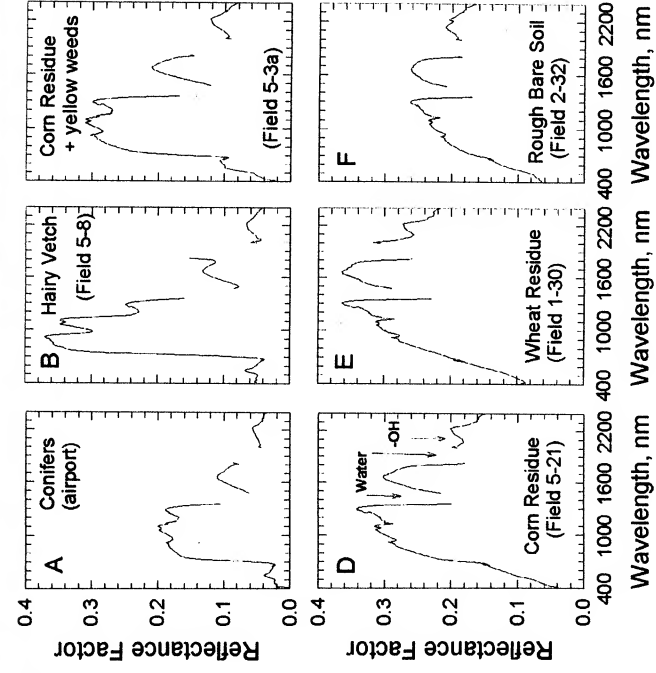 A
Conifers
(airport)
B
Hairy Vetch
(Field 5-8)
Corn Residue
+ yellow weeds
(Field 5-3a)
0.4
0.3
0.2
0.1
0.0
Reflectance Factor
D
Water
-OH
Corn Residue
(Field 5-21)
E
Wheat Residue
(Field 1-30)
F
Rough Bare Soil
(Field 2-32)
0.4
0.3
0.2
0.1
0.0
Reflectance Factor
400 1000 1600 2200
400 1000 1600 2200
400 1000 1600 2200
Wavelength, nm
Wavelength, nm
Wavelength, nm